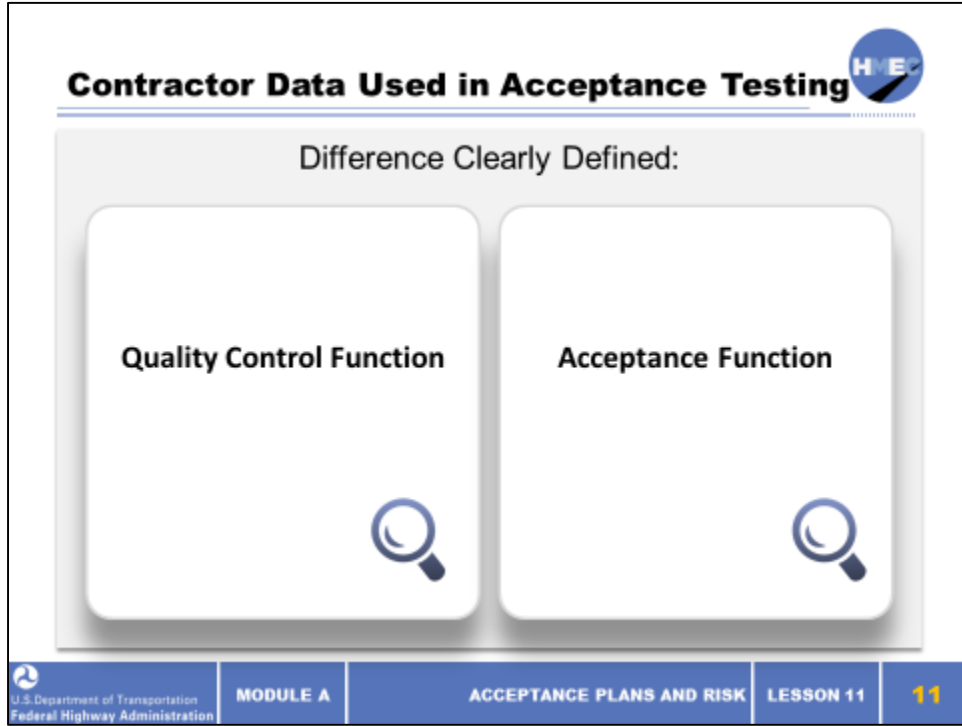 Contractor Data Used in Acceptance Testing
HMEC
Difference Clearly Defined:
Quality Control Function
Acceptance Function
U.S.Department of Transportation
Federal Highway Administration
MODULE A
ACCEPTANCE PLANS AND RISK
LESSON 11
11